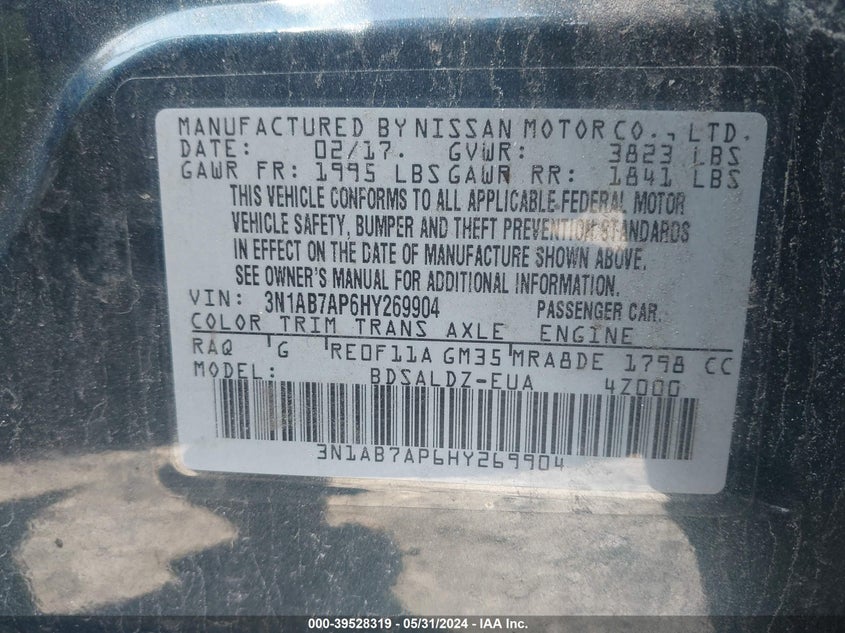 MANUFACTURED BY NISSAN MOTOR CO., LTD.
DATE: 02/17. GVWR: 3823 LBS
GAWR FR: 1995 LBS GAWR RR: 1841 LBS
THIS VEHICLE CONFORMS TO ALL APPLICABLE FEDERAL MOTOR
VEHICLE SAFETY, BUMPER AND THEFT PREVENTION STANDARDS
IN EFFECT ON THE DATE OF MANUFACTURE SHOWN ABOVE.
SEE OWNER'S MANUAL FOR ADDITIONAL INFORMATION.
VIN: 3N1AB7AP6HY269904 PASSENGER CAR
COLOR TRIM TRANS AXLE ENGINE
RAQ G RE0F11A GM35 MRA8DE 1798 CC
MODEL: BDSALDZ-EUA 4Z000
3N1AB7AP6HY269904
000-39528319 / 05/31/2024 - IAA Inc.